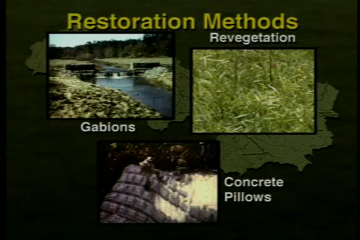 Restoration Methods
Revegetation
Gabions
Concrete
Pillows